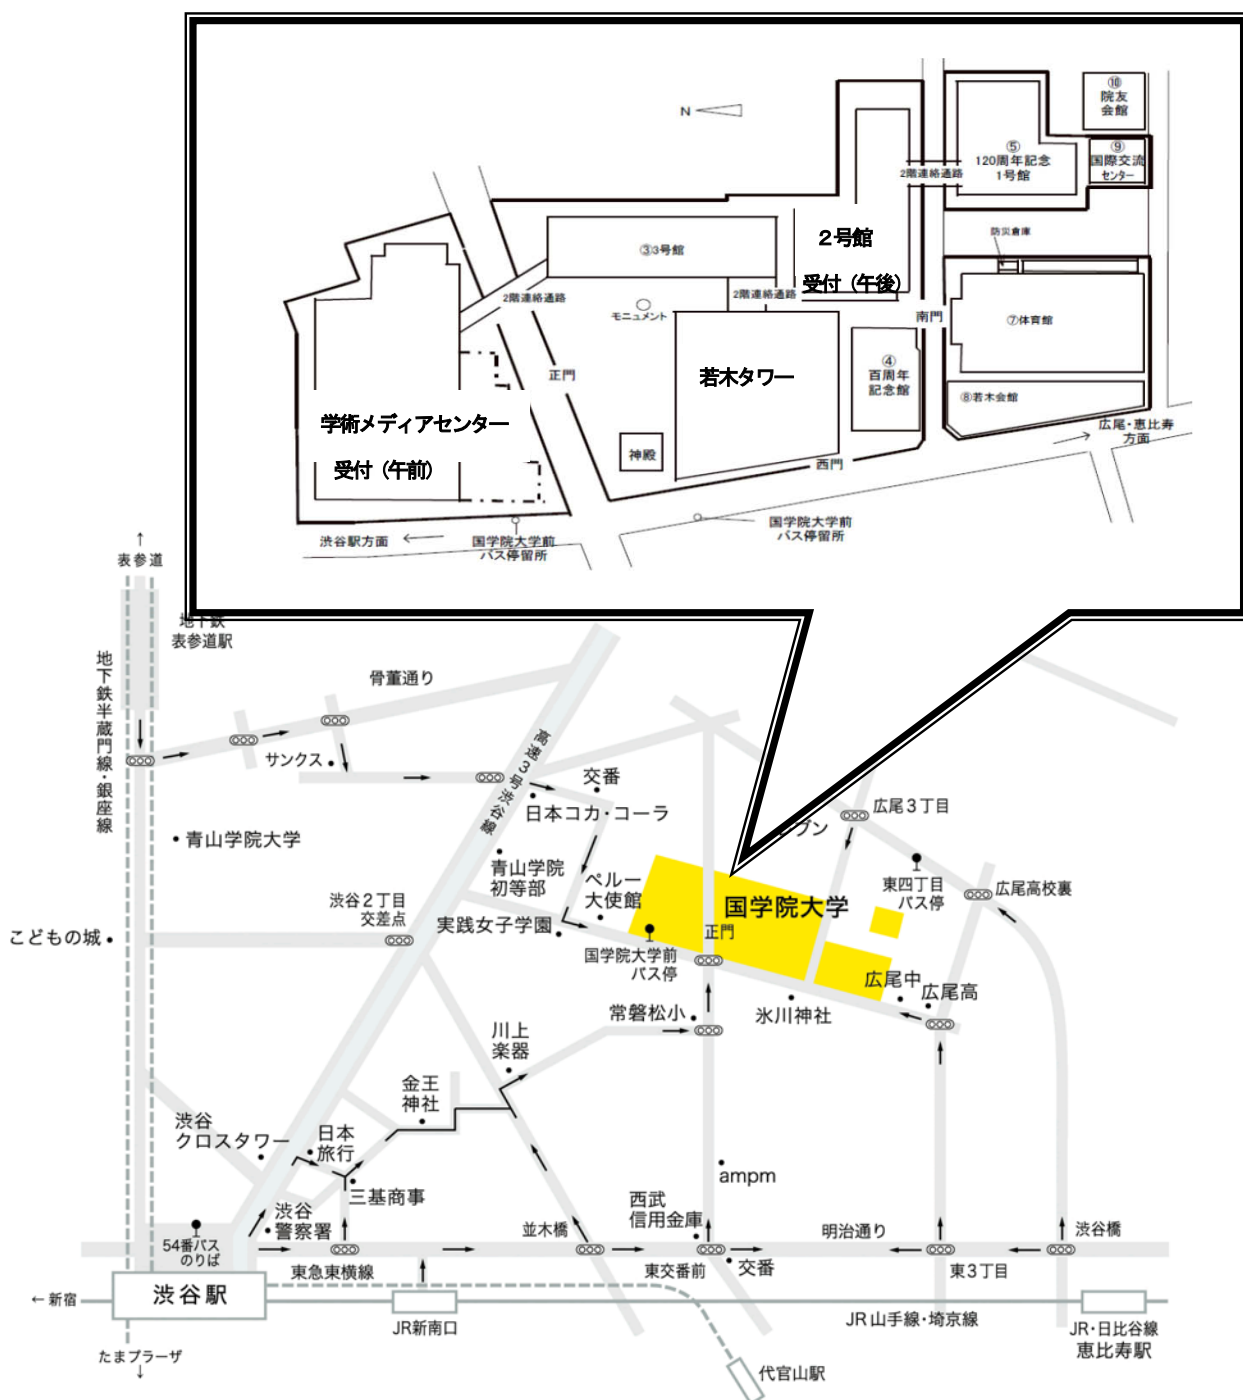 N
⑩
院友
会館
⑤
120周年記念
1号館
⑨
国際交流
センター
2階連絡通路
防災倉庫
③3号館
２号館
受付（午後）
2階連絡通路
2階連絡通路
モニュメント
南門
⑦体育館
正門
若木タワー
④
百周年
記念館
⑧若木会館
学術メディアセンター
受付（午前）
神殿
西門
広尾・恵比寿
方面
渋谷駅方面
国学院大学前
バス停留所
国学院大学前
バス停留所
表参道
地下鉄
表参道駅
地下鉄半蔵門線・銀座線
骨董通り
サンクス
高速3号渋谷線
交番
日本コカ・コーラ
青山学院大学
青山学院
初等部
ペルー
大使館
広尾3丁目
ブン
東四丁目
バス停
広尾高校裏
渋谷2丁目
交差点
実践女子学園
国学院大学
正門
国学院大学前
バス停
こどもの城
広尾中
広尾高
氷川神社
常磐松小
川上
楽器
金王
神社
渋谷
クロスタワー
日本
旅行
三基商事
ampm
西武
信用金庫
渋谷
警察署
54番バス
のりば
並木橋
明治通り
渋谷橋
東急東横線
東交番前
交番
東3丁目
←新宿
渋谷駅
JR新南口
JR山手線・埼京線
JR・日比谷線
恵比寿駅
たまプラーザ
代官山駅